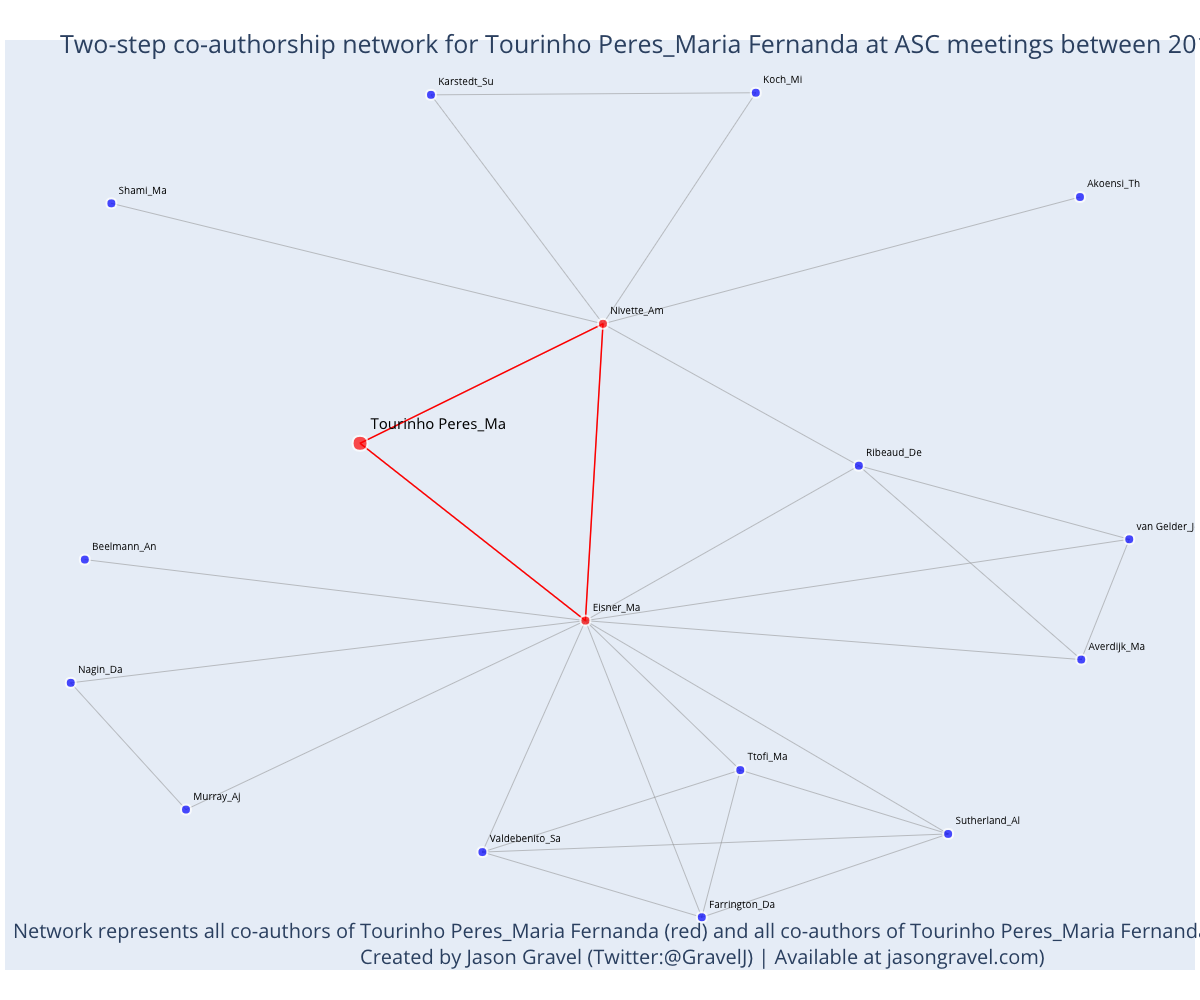 Two-step co-authorship network for Tourinho Peres_Maria Fernanda at ASC meetings between
Karstedt_Su
Koch_Mi
Akoensi_Th
Shami_Ma
Nivette_Am
Tourinho Peres_Ma
Ribeaud_De
van Gelder_J
Beelmann_An
Eisner_Ma
Averdijk_Ma
Nagin_Da
Ttofi_Ma
Murray_Aj
Sutherland_Al
Valdebenito_Sa
Farrington_Da
Network represents all co-authors of Tourinho Peres_Maria Fernanda (red) and all co-authors of Tourinho Peres_Maria Fernanda
Created by Jason Gravel (Twitter:@GravelJ) | Available at jasongravel.com)